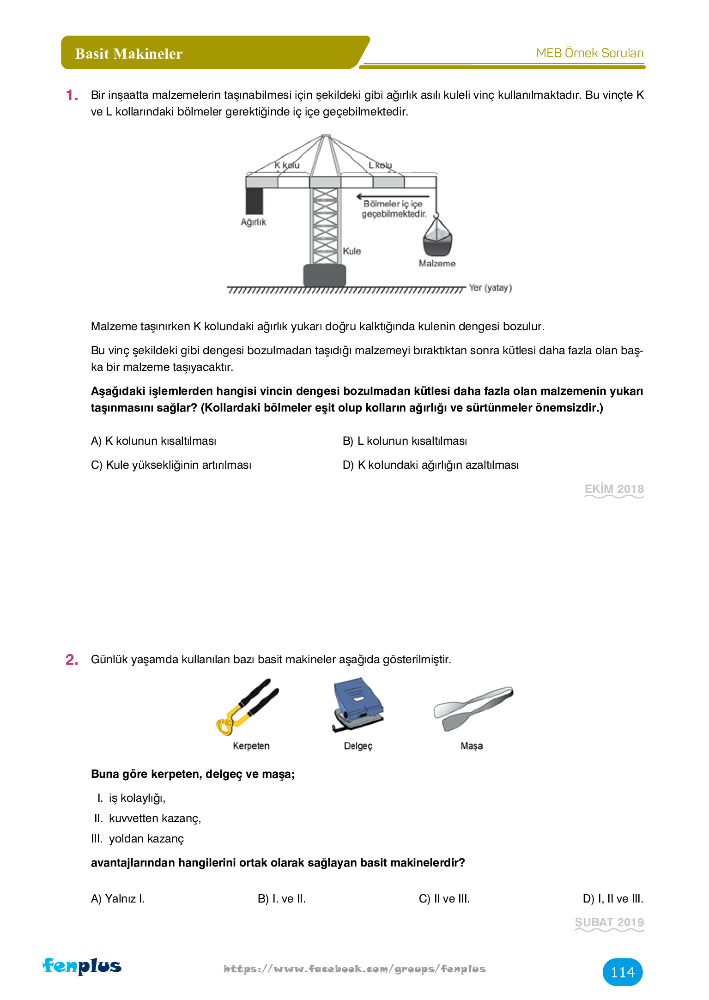 Basit Makineler
MEB Örnek Soruları
1. Bir inşaatta malzemelerin taşınabilmesi için şekildeki gibi ağırlık asılı kuleli vinç kullanılmaktadır. Bu vinçte K
ve L kollarındaki bölmeler gerektiğinde iç içe geçebilmektedir.
K kolu
L kolu
Bölmeler iç içe
geçebilmektedir.
Ağırlık
Kule
Malzeme
Yer (yatay)
Malzeme taşınırken K kolundaki ağırlık yukarı doğru kalktığında kulenin dengesi bozulur.
Bu vinç şekildeki gibi dengesi bozulmadan taşıdığı malzemeyi bıraktıktan sonra kütlesi daha fazla olan baş-
ka bir malzeme taşıyacaktır.
Aşağıdaki işlemlerden hangisi vincin dengesi bozulmadan kütlesi daha fazla olan malzemenin yukarı
taşınmasını sağlar? (Kollardaki bölmeler eşit olup kolların ağırlığı ve sürtünmeler önemsizdir.)
A) K kolunun kısaltılması
B) L kolunun kısaltılması
C) Kule yüksekliğinin artırılması
D) K kolundaki ağırlığın azaltılması
EKİM 2018
2. Günlük yaşamda kullanılan bazı basit makineler aşağıda gösterilmiştir.
Kerpeten
Delgeç
Maşa
Buna göre kerpeten, delgeç ve maşa;
I. iş kolaylığı,
II. kuvvetten kazanç,
III. yoldan kazanç
avantajlarından hangilerini ortak olarak sağlayan basit makinelerdir?
A) Yalnız I.
B) I. ve II.
C) II ve III.
D) I, II ve III.
ŞUBAT 2019
fenplus
https://www.facebook.com/groups/fenplus
114